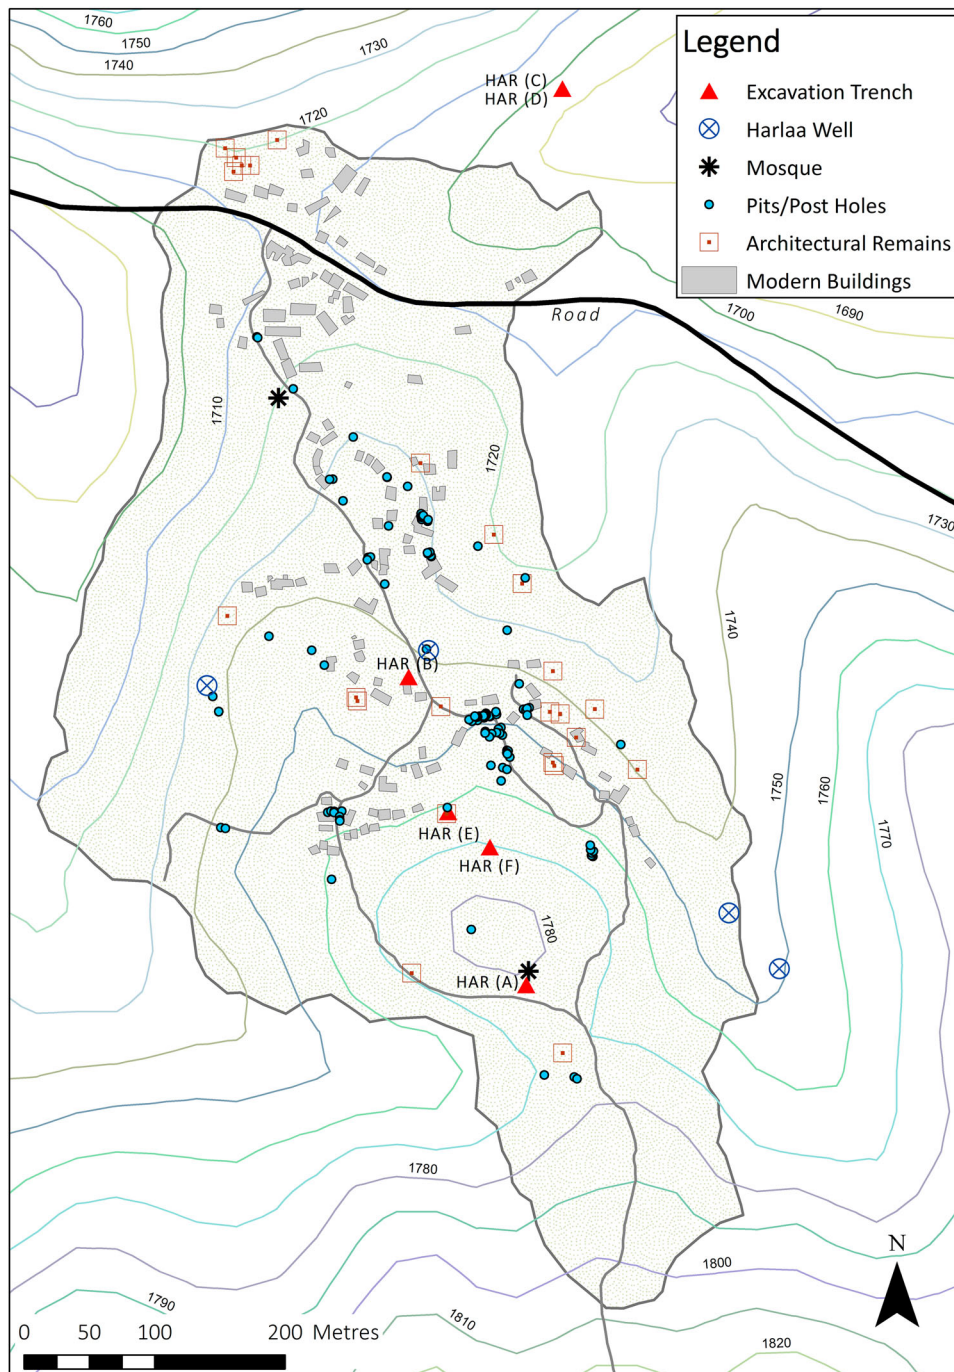 1760
1750
1740
1730
1720
HAR (C)
HAR (D)
Legend
Excavation Trench
Harlaa Well
Mosque
Pits/Post Holes
Architectural Remains
Modern Buildings
Road
1700
1690
1710
1720
1730
1740
HAR (B)
1750
1760
1770
HAR (E)
HAR (F)
1780
HAR (A)
1780
1800
1790
1810
1820
N
0 50 100 200 Metres